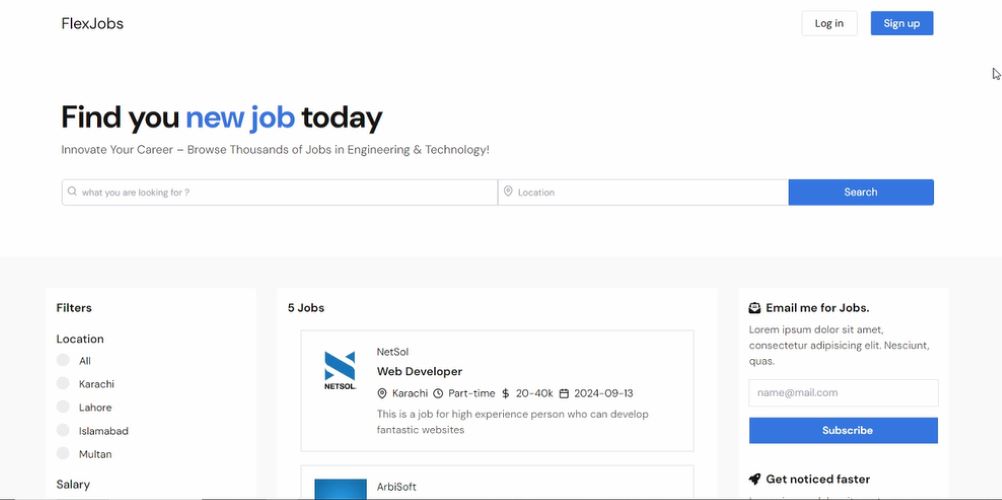 FlexJobs
Log in
Sign up
Find you new job today
Innovate Your Career – Browse Thousands of Jobs in Engineering & Technology!
what you are looking for ?
Location
Search
Filters
Location
All
Karachi
Lahore
Islamabad
Multan
Salary
5 Jobs
NETSOL
NetSol
Web Developer
Karachi Part-time $ 20-40k 2024-09-13
This is a job for high experience person who can develop
fantastic websites
ArbiSoft
Email me for Jobs.
Lorem ipsum dolor sit amet,
consectetur adipisicing elit. Nesciunt,
quas.
name@mail.com
Subscribe
Get noticed faster